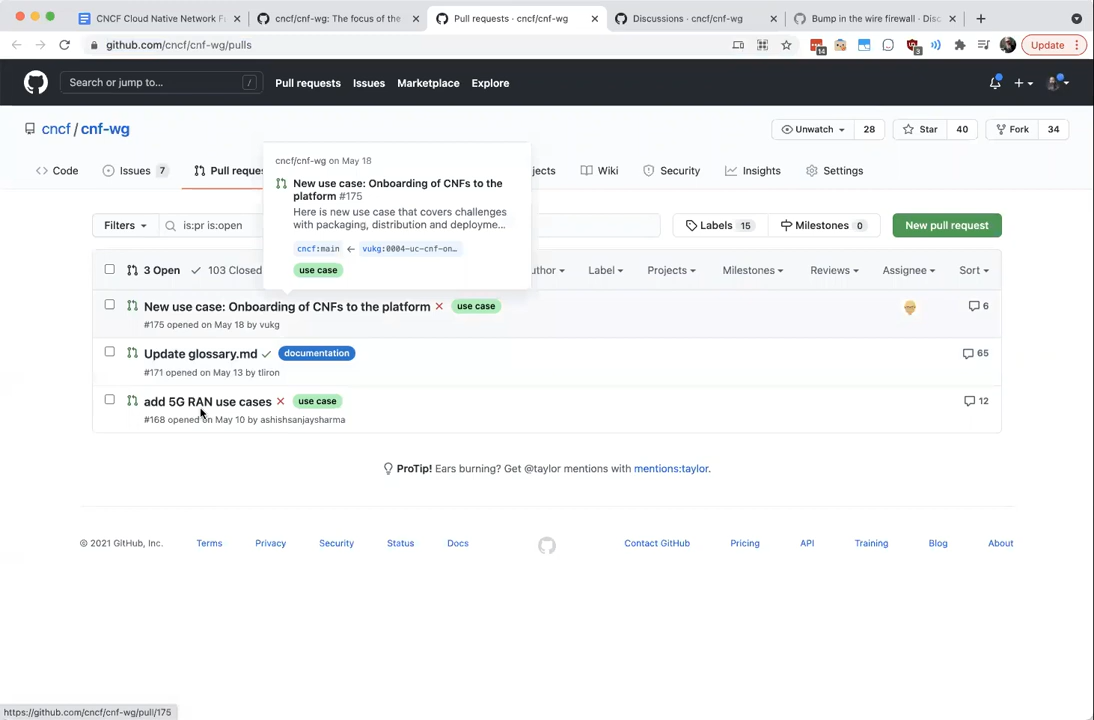 CNCF Cloud Native Network F
cncf/cnf-wg: The focus of the
Pull requests · cncf/cnf-wg
Discussions · cncf/cnf-wg
Bump in the wire firewall · Disc
github.com/cncf/cnf-wg/pulls
14
3
Update
Search or jump to...
/
Pull requests
Issues
Marketplace
Explore
cncf / cnf-wg
Unwatch
28
Star
40
Fork
34
Code
Issues 7
Pull reques
jects
Wiki
Security
Insights
Settings
cncf/cnf-wg on May 18
New use case: Onboarding of CNFs to the
platform #175
Here is new use case that covers challenges
with packaging, distribution and deployme...
cncf:main ← vukg:0004-uc-cnf-on…
use case
Filters
is:pr is:open
Labels 15
Milestones 0
New pull request
3 Open
103 Closed
uthor
Label
Projects
Milestones
Reviews
Assignee
Sort
New use case: Onboarding of CNFs to the platform
use case
6
#175 opened on May 18 by vukg
Update glossary.md
documentation
65
#171 opened on May 13 by tliron
add 5G RAN use cases
use case
12
#168 opened on May 10 by ashishsanjaysharma
ProTip! Ears burning? Get @taylor mentions with mentions:taylor.
© 2021 GitHub, Inc.
Terms
Privacy
Security
Status
Docs
Contact GitHub
Pricing
API
Training
Blog
About
https://github.com/cncf/cnf-wg/pull/175